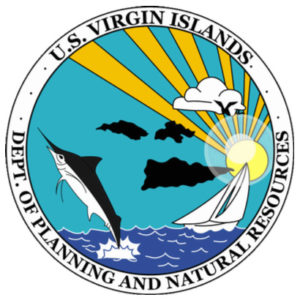 U.S. VIRGIN ISLANDS
DEPT. OF PLANNING AND NATURAL RESOURCES